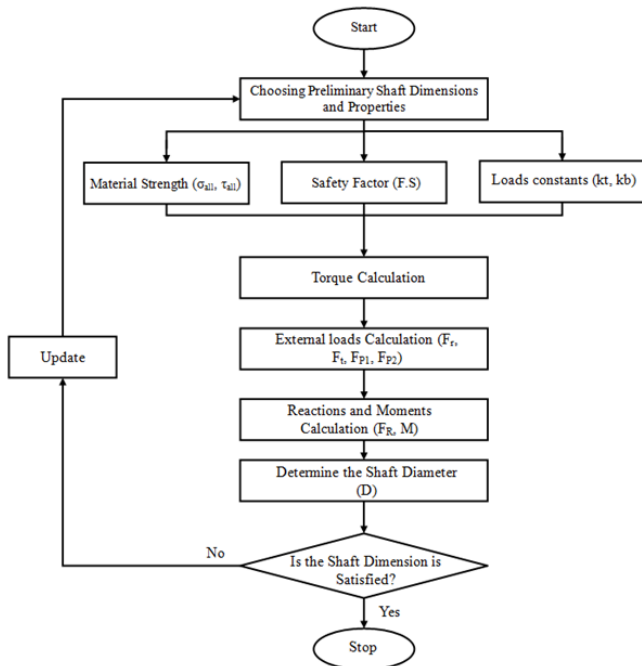 Start
Choosing Preliminary Shaft Dimensions
and Properties
Material Strength (σall, τall)
Safety Factor (F.S)
Loads constants (kt, kb)
Torque Calculation
External loads Calculation (Fr,
Ft, FP1, FP2)
Update
Reactions and Moments
Calculation (FR, M)
Determine the Shaft Diameter
(D)
No
Is the Shaft Dimension is
Satisfied?
Yes
Stop